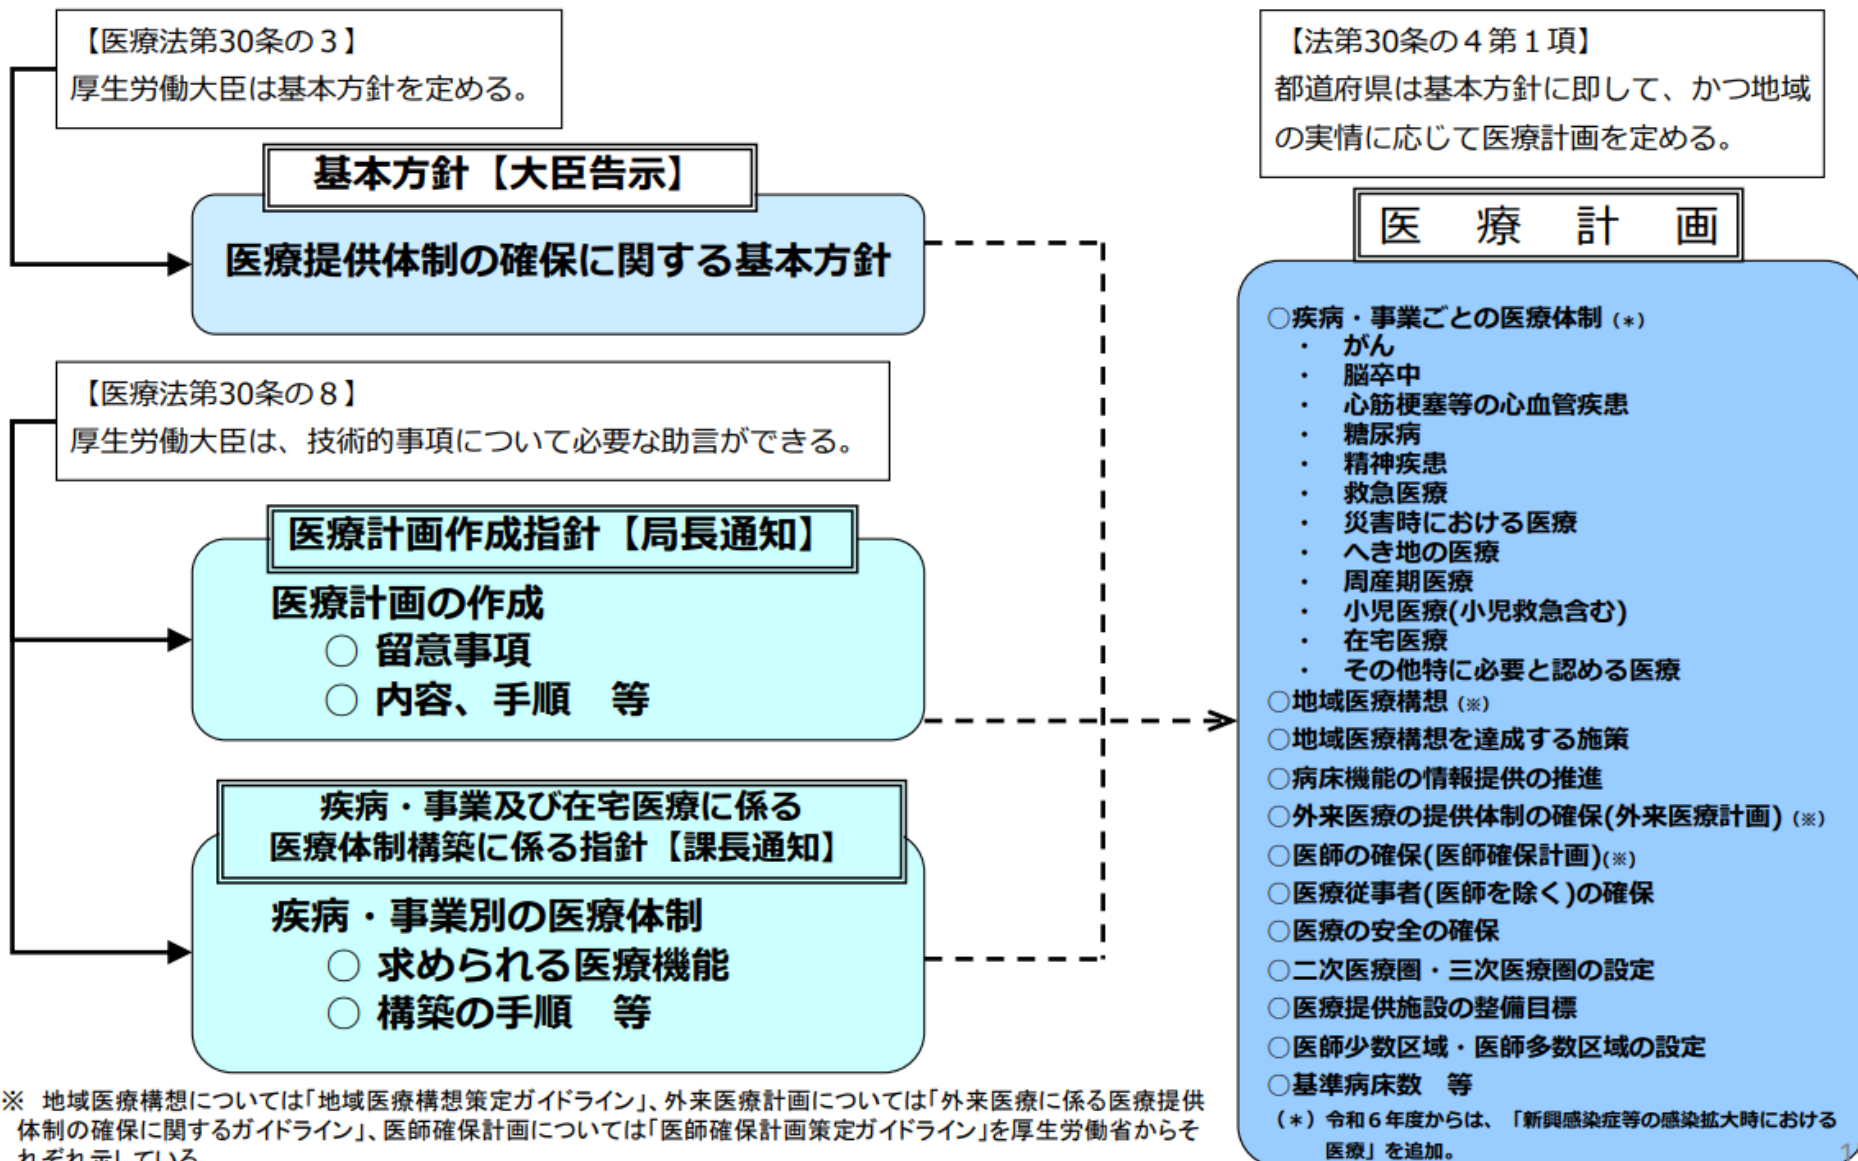 【医療法第30条の３】
厚生労働大臣は基本方針を定める。
基本方針【大臣告示】
医療提供体制の確保に関する基本方針
【医療法第30条の８】
厚生労働大臣は、技術的事項について必要な助言ができる。
医療計画作成指針【局長通知】
医療計画の作成
○ 留意事項
○ 内容、手順　等
疾病・事業及び在宅医療に係る
医療体制構築に係る指針【課長通知】
疾病・事業別の医療体制
○ 求められる医療機能
○ 構築の手順　等
※　地域医療構想については「地域医療構想策定ガイドライン」、外来医療計画については「外来医療に係る医療提供
体制の確保に関するガイドライン」、医師確保計画については「医師確保計画策定ガイドライン」を厚生労働省からそ
れぞれ示している
【法第30条の４第１項】
都道府県は基本方針に即して、かつ地域
の実情に応じて医療計画を定める。
医　療　計　画
○疾病・事業ごとの医療体制（*）
・　がん
・　脳卒中
・　心筋梗塞等の心血管疾患
・　糖尿病
・　精神疾患
・　救急医療
・　災害時における医療
・　へき地の医療
・　周産期医療
・　小児医療(小児救急含む)
・　在宅医療
・　その他特に必要と認める医療
○地域医療構想（※）
○地域医療構想を達成する施策
○病床機能の情報提供の推進
○外来医療の提供体制の確保(外来医療計画)（※）
○医師の確保(医師確保計画)(※)
○医療従事者(医師を除く)の確保
○医療の安全の確保
○二次医療圏・三次医療圏の設定
○医療提供施設の整備目標
○医師少数区域・医師多数区域の設定
○基準病床数　等
（*）令和６年度からは、「新興感染症等の感染拡大時における
医療」を追加。
1